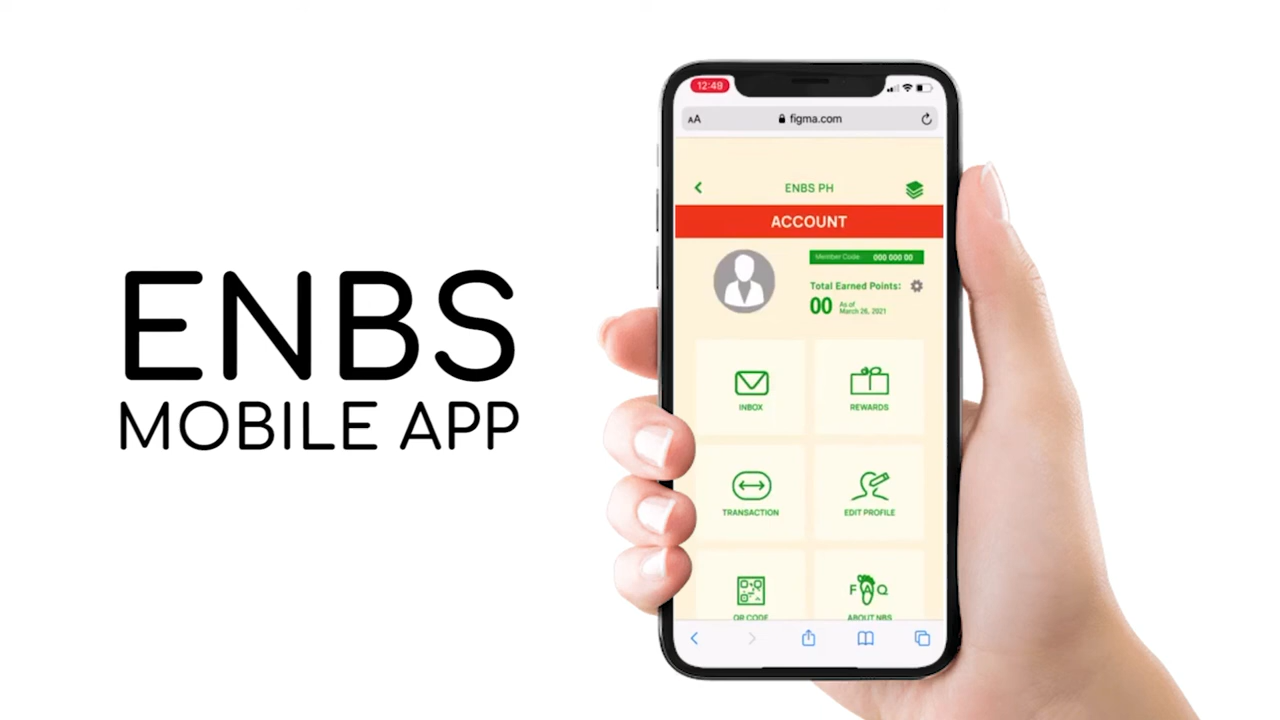 ENBS
MOBILE APP
12:49
AA
figma.com
ENBS PH
ACCOUNT
Member Code: 000 000 00
Total Earned Points:
00 As of
March 26, 2021
INBOX
REWARDS
TRANSACTION
EDIT PROFILE
QR CODE
FAQ
ABOUT NBS